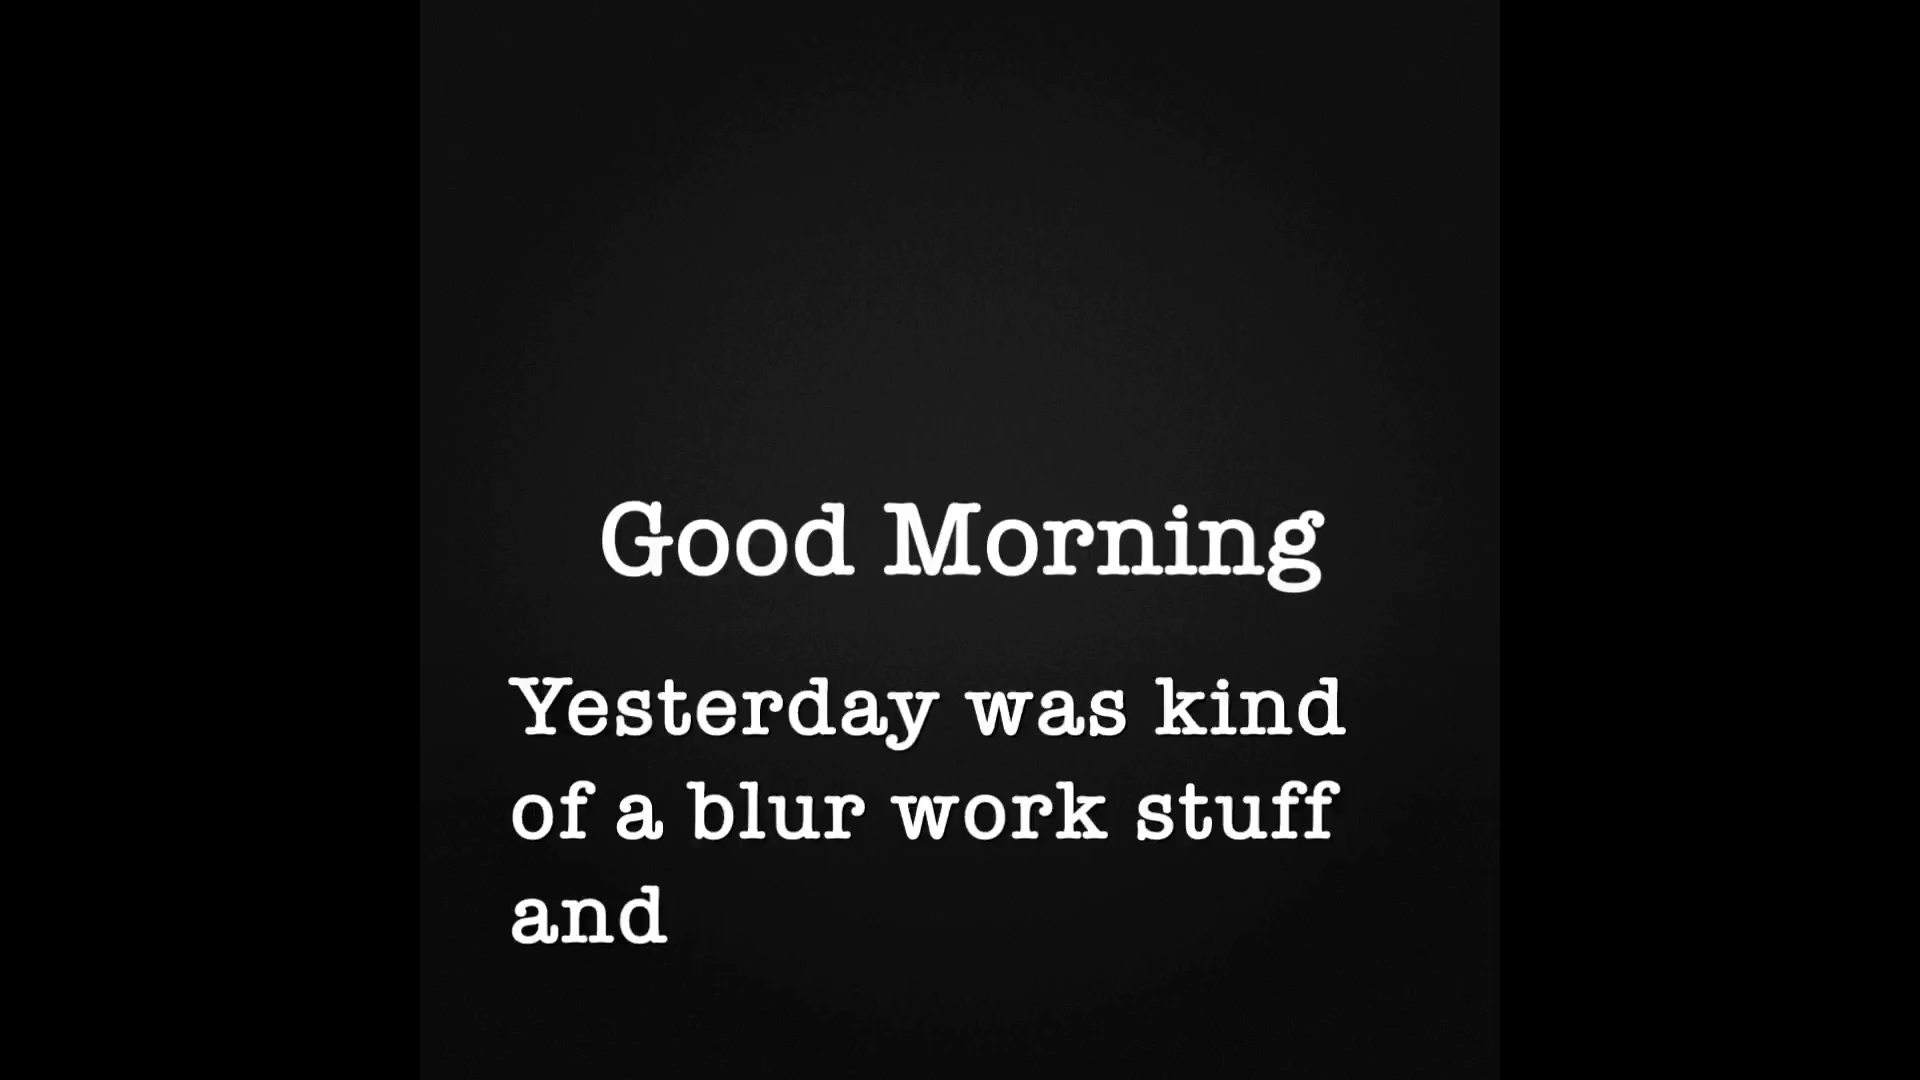 Good Morning
Yesterday was kind
of a blur work stuff
and